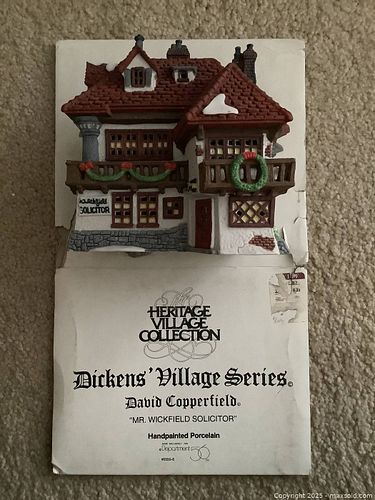 SOLICITOR
The
HERITAGE
VILLAGE
COLLECTION
Dickens' Village Series®
David Copperfield®
"MR. WICKFIELD SOLICITOR"
Handpainted Porcelain
Department 56
Copyright 2025 - maxsold.com